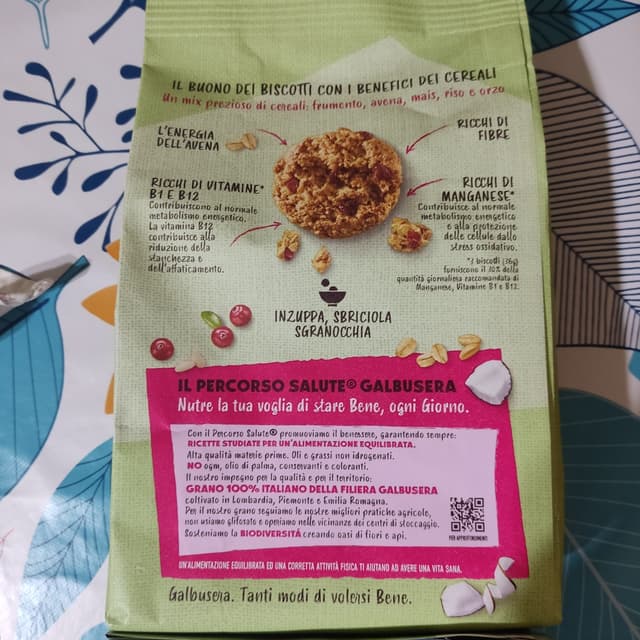 IL BUONO DEI BISCOTTI CON I BENEFICI DEI CEREALI
Un mix prezioso di cereali: frumento, avena, mais, riso e orzo
L'ENERGIA
DELL'AVENA
RICCHI DI
FIBRE
RICCHI DI VITAMINE*
B1 E B12
Contribuiscono al normale
metabolismo energetico.
La vitamina B12
contribuisce alla
riduzione della
stanchezza e
dell'affaticamento.
RICCHI DI
MANGANESE*
Contribuisce al normale
metabolismo energetico
e alla protezione
delle cellule dallo
stress ossidativo.
(36g)
forniscono il 30% della
quantità giornaliera raccomandata di
Manganese, Vitamine B1 e B12.
INZUPPA, SBRICIOLA
SGRANOCCHIA
IL PERCORSO SALUTE® GALBUSERA
Nutre la tua voglia di stare Bene, ogni Giorno.
Con il Percorso Salute® promuoviamo il benessere, garantendo sempre:
RICETTE STUDIATE PER UN'ALIMENTAZIONE EQUILIBRATA.
Alta qualità materie prime. Oli e grassi non idrogenati.
NO ogm, olio di palma, conservanti e coloranti.
Il nostro impegno per la qualità e per il territorio:
GRANO 100% ITALIANO DELLA FILIERA GALBUSERA
coltivato in Lombardia, Piemonte e Emilia Romagna.
Per il nostro grano seguiamo le nostre migliori pratiche agricole,
non usiamo glifosato e operiamo nelle vicinanze dei centri di stoccaggio.
Sosteniamo la BIODIVERSITÀ creando oasi di fiori e api.
PER APPROFONDIMENTI
UN'ALIMENTAZIONE EQUILIBRATA ED UNA CORRETTA ATTIVITÀ FISICA TI AIUTANO AD AVERE UNA VITA SANA.
Galbusera. Tanti modi di volersi Bene.